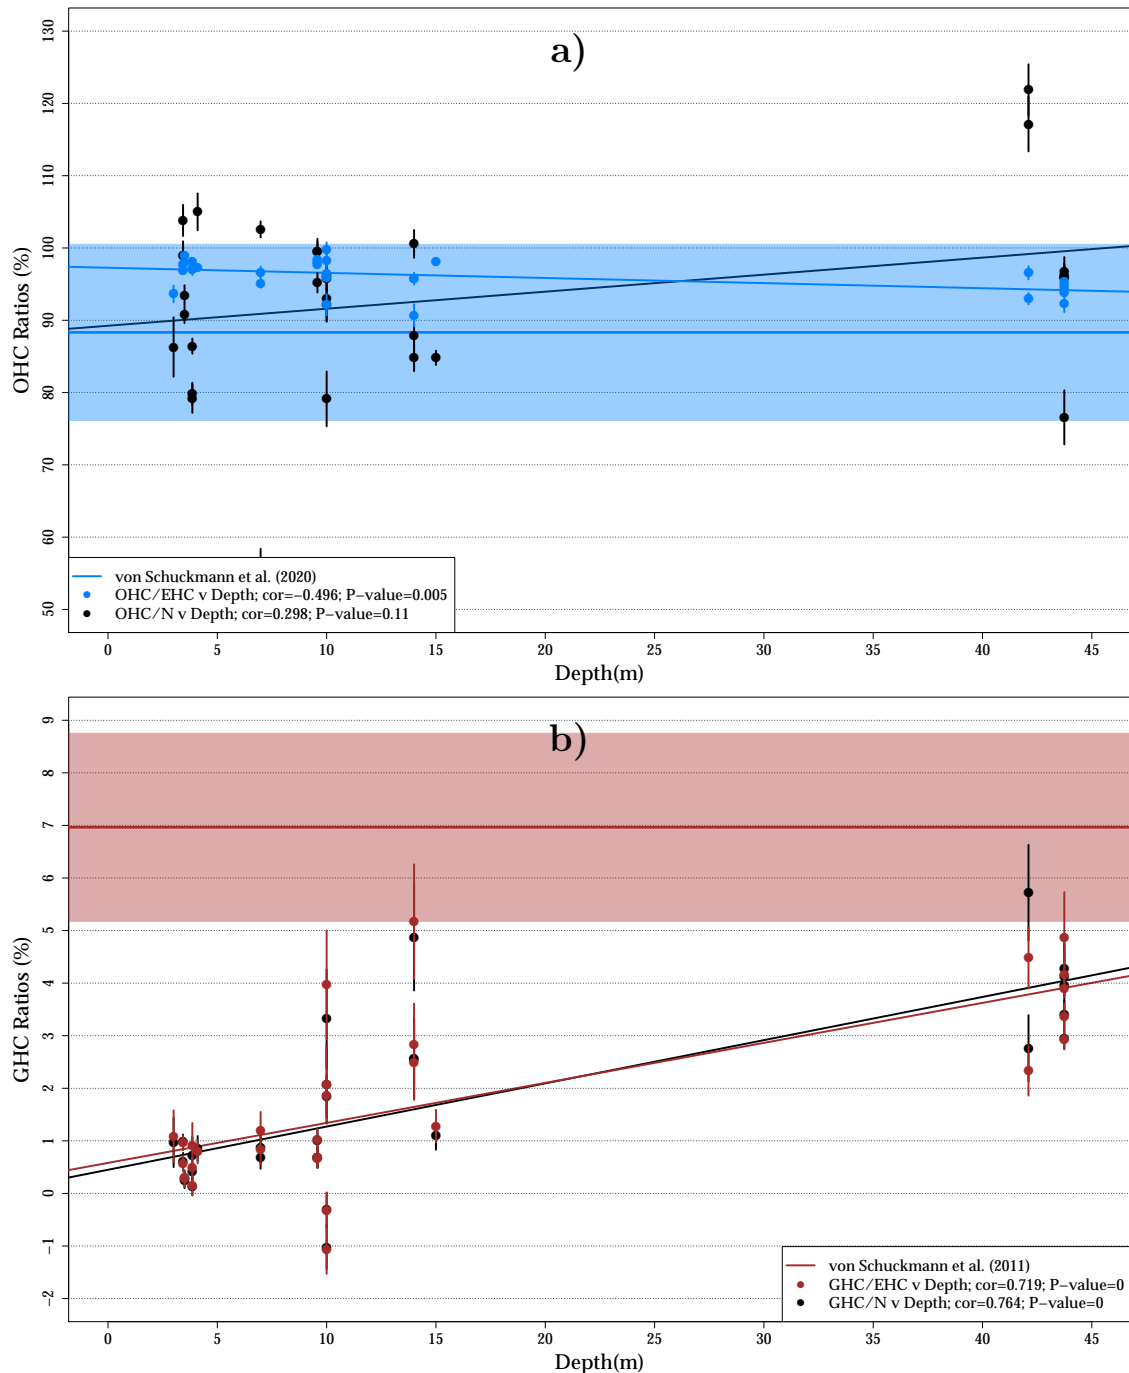 a)
OHC Ratios (%)
130
120
110
100
90
80
70
60
50
von Schuckmann et al. (2020)
OHC/EHC v Depth; cor=−0.496; P−value=0.005
OHC/N v Depth; cor=0.298; P−value=0.11
0 5 10 15 20 25 30 35 40 45
Depth(m)
b)
GHC Ratios (%)
9
8
7
6
5
4
3
2
1
0
−1
−2
von Schuckmann et al. (2011)
GHC/EHC v Depth; cor=0.719; P−value=0
GHC/N v Depth; cor=0.764; P−value=0
0 5 10 15 20 25 30 35 40 45
Depth(m)